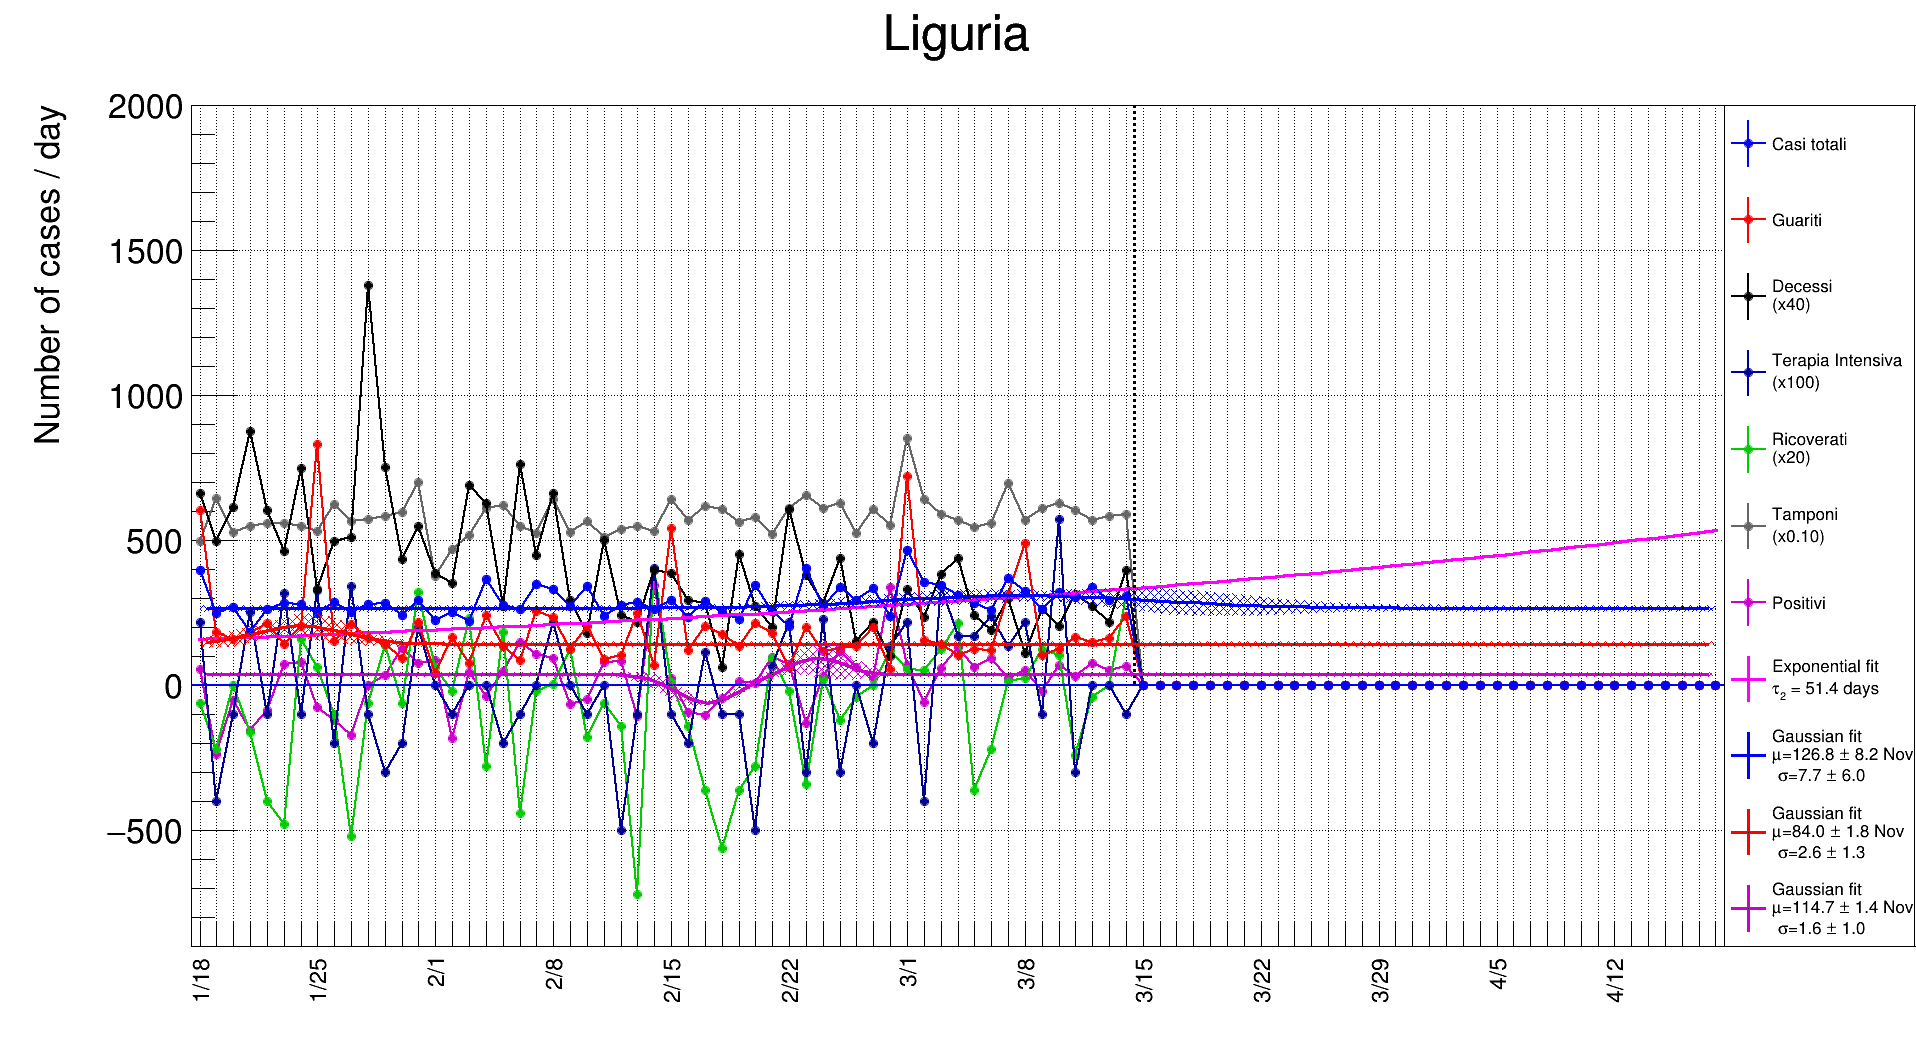 Liguria
Number of cases / day
2000
1500
1000
500
0
−500
1/18
1/25
2/1
2/8
2/15
2/22
3/1
3/8
3/15
3/22
3/29
4/5
4/12
Casi totali
Guariti
Decessi
(x40)
Terapia Intensiva
(x100)
Ricoverati
(x20)
Tamponi
(x0.10)
Positivi
Exponential fit
τ₂ = 51.4 days
Gaussian fit
μ=126.8 ± 8.2 Nov
σ=7.7 ± 6.0
Gaussian fit
μ=84.0 ± 1.8 Nov
σ=2.6 ± 1.3
Gaussian fit
μ=114.7 ± 1.4 Nov
σ=1.6 ± 1.0